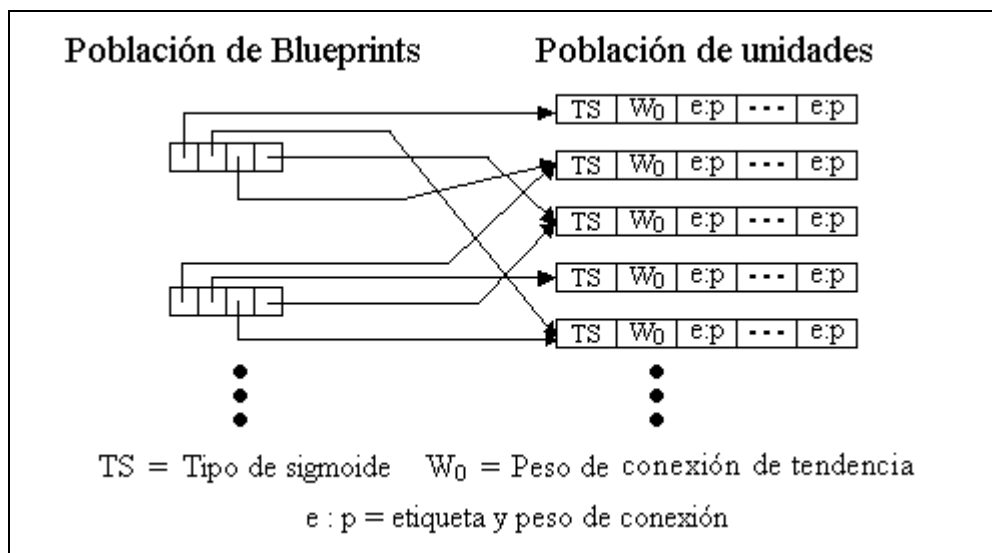 Población de Blueprints Población de unidades
TS W0 e:p --- e:p
TS W0 e:p --- e:p
TS W0 e:p --- e:p
TS W0 e:p --- e:p
TS W0 e:p --- e:p
TS = Tipo de sigmoide W0 = Peso de conexión de tendencia
e : p = etiqueta y peso de conexión